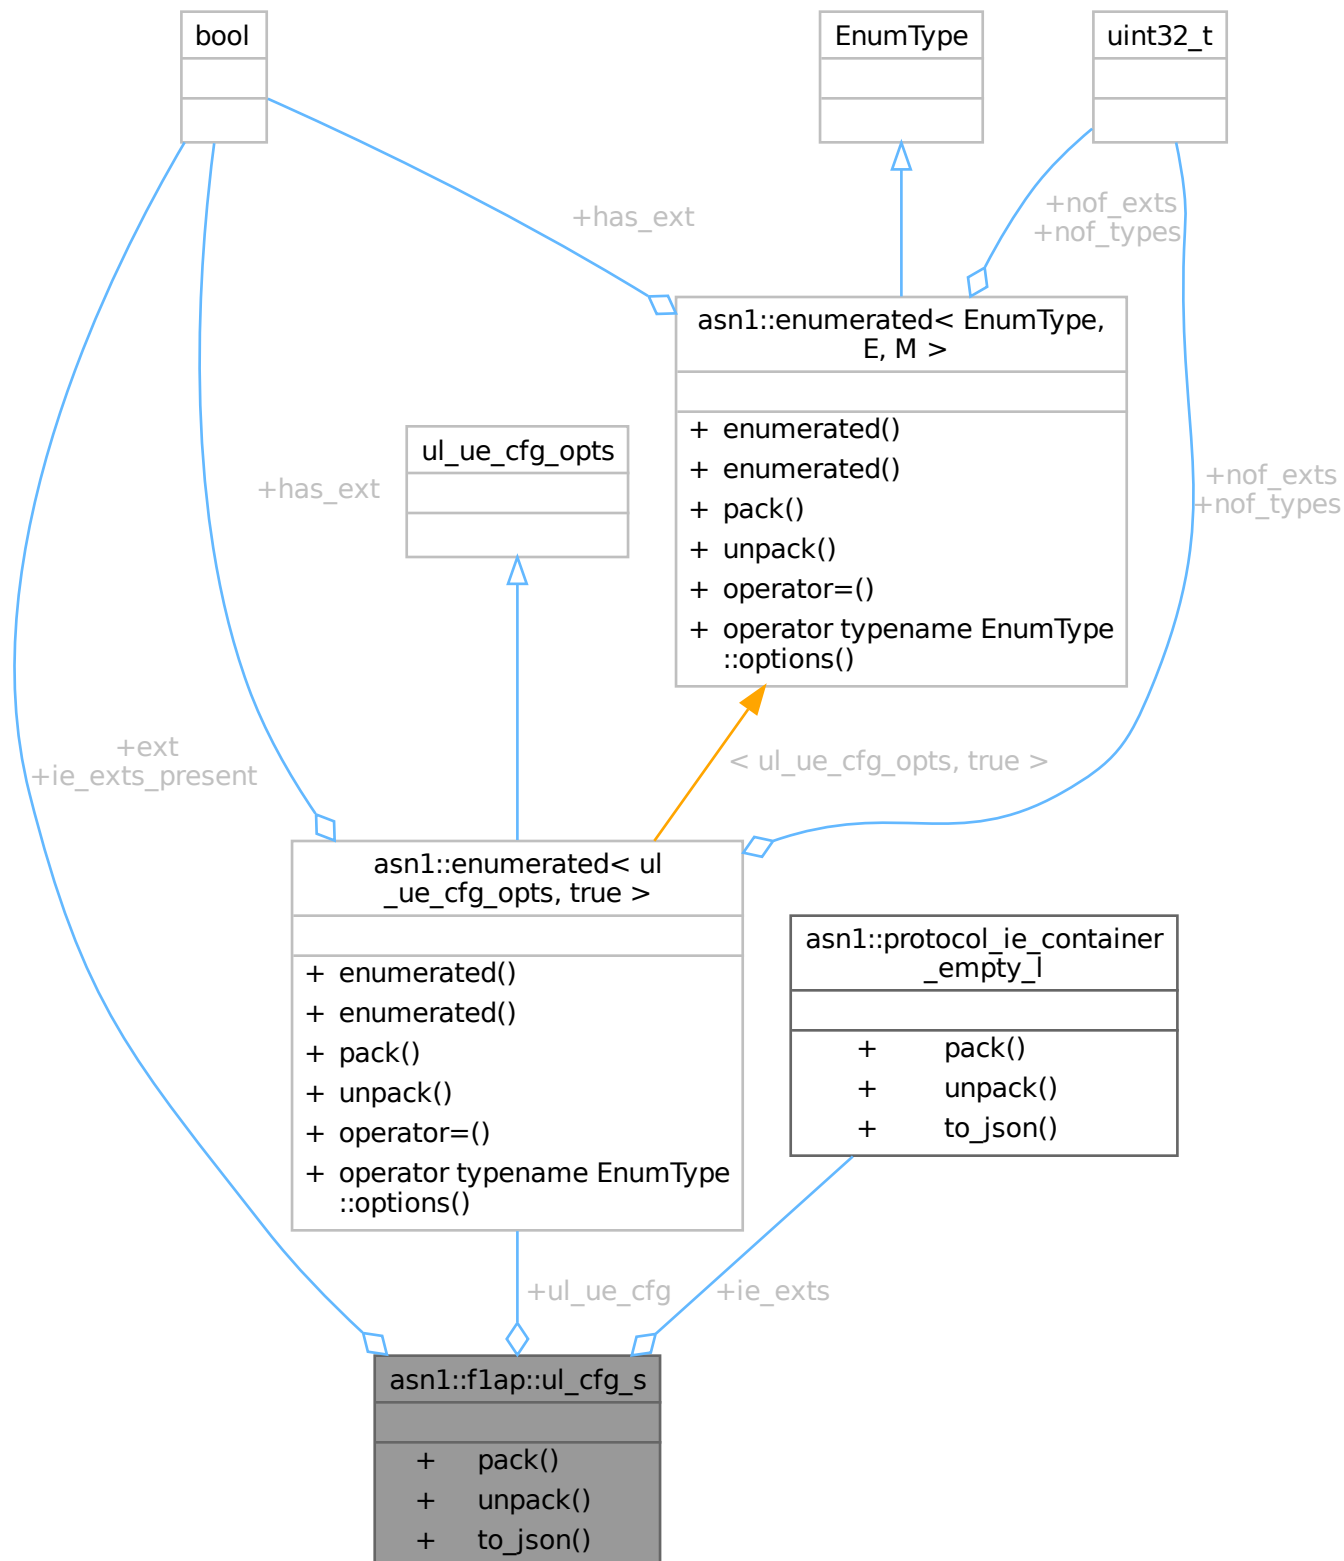 bool
EnumType
uint32_t
+has_ext
+nof_exts
+nof_types
asn1::enumerated< EnumType,
E, M >
+ enumerated()
+ enumerated()
+ pack()
+ unpack()
+ operator=()
+ operator typename EnumType
::options()
ul_ue_cfg_opts
+has_ext
+nof_exts
+nof_types
+ext
+ie_exts_present
< ul_ue_cfg_opts, true >
asn1::enumerated< ul
_ue_cfg_opts, true >
+ enumerated()
+ enumerated()
+ pack()
+ unpack()
+ operator=()
+ operator typename EnumType
::options()
asn1::protocol_ie_container
_empty_l
+ pack()
+ unpack()
+ to_json()
+ul_ue_cfg
+ie_exts
asn1::f1ap::ul_cfg_s
+ pack()
+ unpack()
+ to_json()